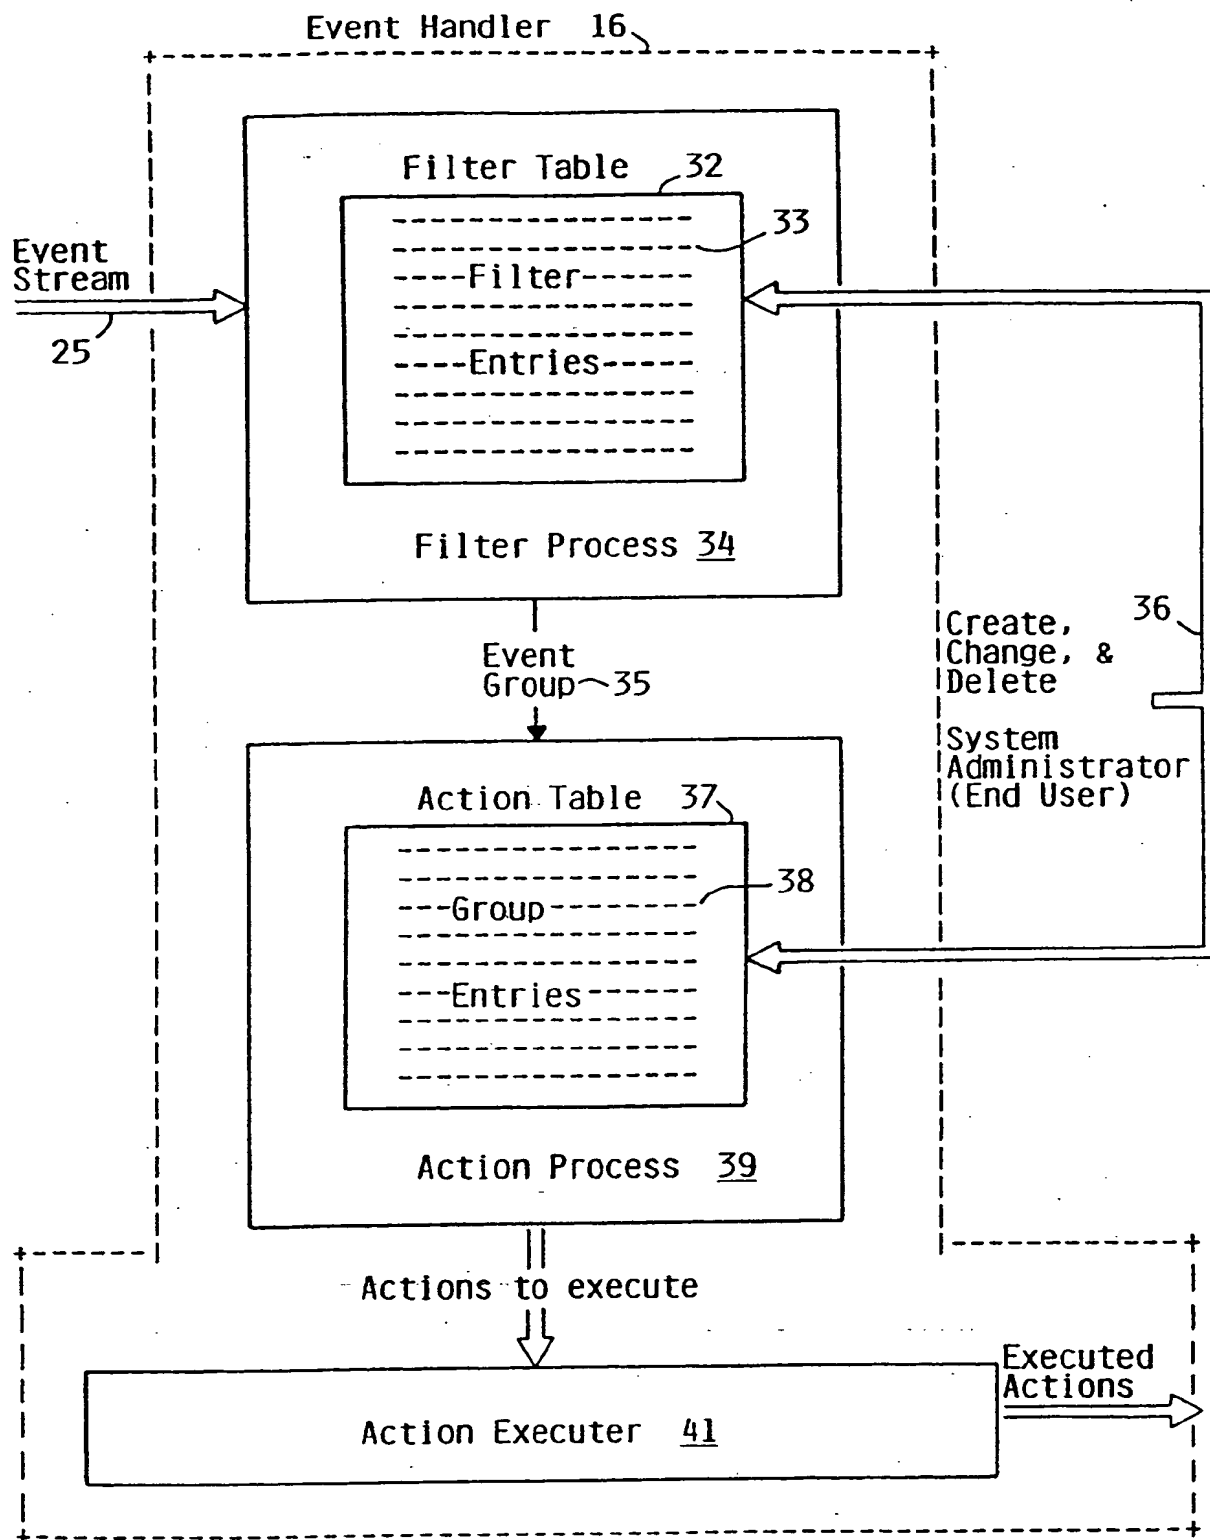 Event Handler 16
Filter Table 32
33
Filter
Entries
Event
Stream
25
Filter Process 34
Event
Group 35
36
Create,
Change, &
Delete
System
Administrator
(End User)
Action Table 37
38
Group
Entries
Action Process 39
Actions to execute
Executed
Actions
Action Executer 41